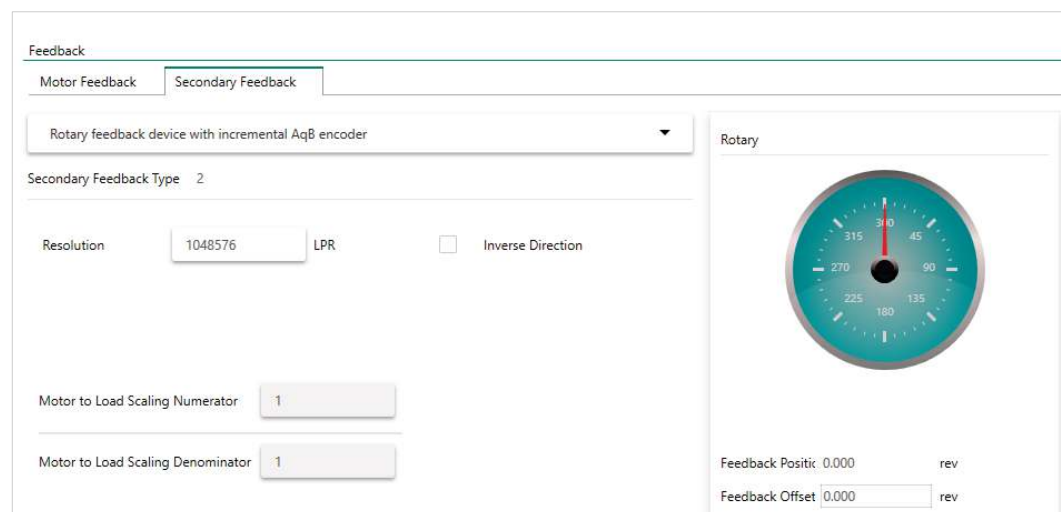 Feedback
Motor Feedback Secondary Feedback
Rotary feedback device with incremental AqB encoder
Secondary Feedback Type 2
Resolution 1048576 LPR Inverse Direction
Motor to Load Scaling Numerator 1
Motor to Load Scaling Denominator 1
Rotary
315 45
270 90
225 135
180
Feedback Positic 0.000 rev
Feedback Offset 0.000 rev